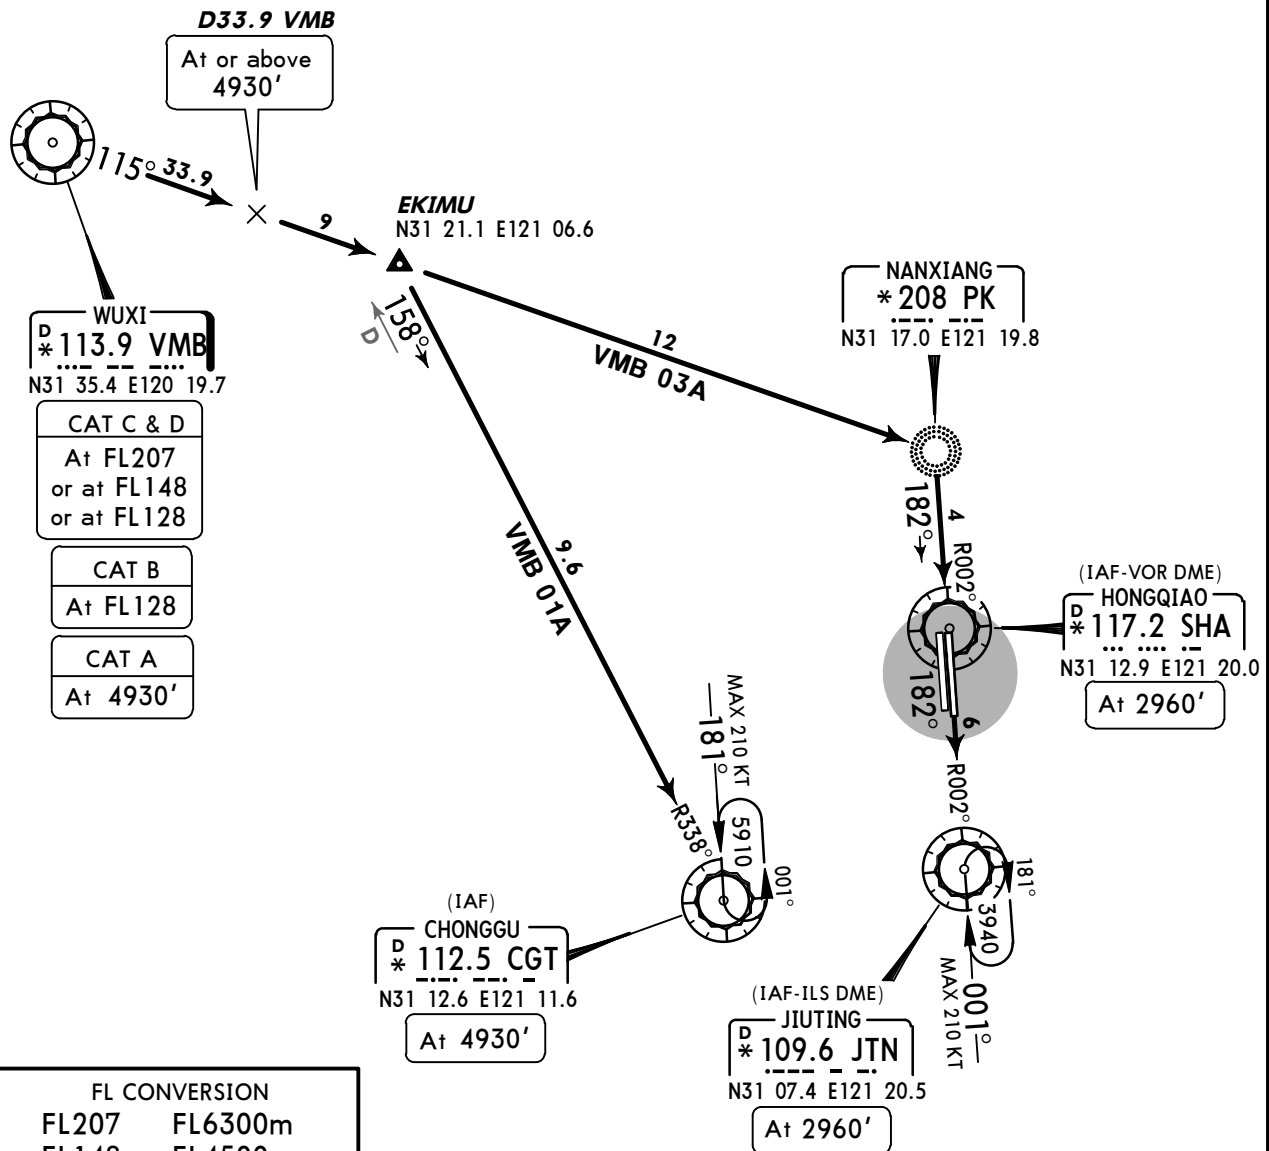 D33.9 VMB
At or above
4930'
115° 33.9
9
EKIMU
N31 21.1 E121 06.6
WUXI
D
* 113.9 VMB
N31 35.4 E120 19.7
CAT C & D
At FL207
or at FL148
or at FL128
CAT B
At FL128
CAT A
At 4930'
158°
D
12
VMB 03A
9.6
VMB 01A
NANXIANG
* 208 PK
N31 17.0 E121 19.8
182°
4
R002°
(IAF-VOR DME)
HONGQIAO
D
* 117.2 SHA
N31 12.9 E121 20.0
At 2960'
182°
6
R002°
MAX 210 KT
181°
R338°
5910
001°
(IAF)
CHONGGU
D
* 112.5 CGT
N31 12.6 E121 11.6
At 4930'
181°
3940
001°
MAX 210 KT
(IAF-ILS DME)
JIUTING
D
* 109.6 JTN
N31 07.4 E121 20.5
At 2960'
FL CONVERSION
FL207 FL6300m